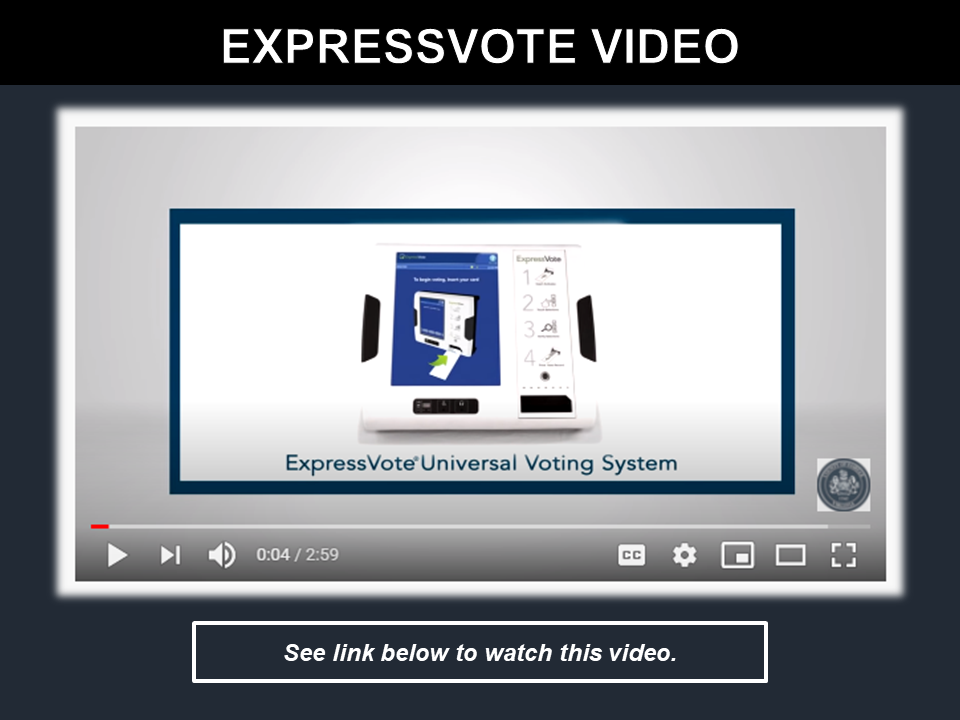 EXPRESSVOTE VIDEO
ExpressVote
To begin voting, insert your card
ExpressVote
1
2
3
4
ExpressVote® Universal Voting System
0:04 / 2:59
CC
See link below to watch this video.